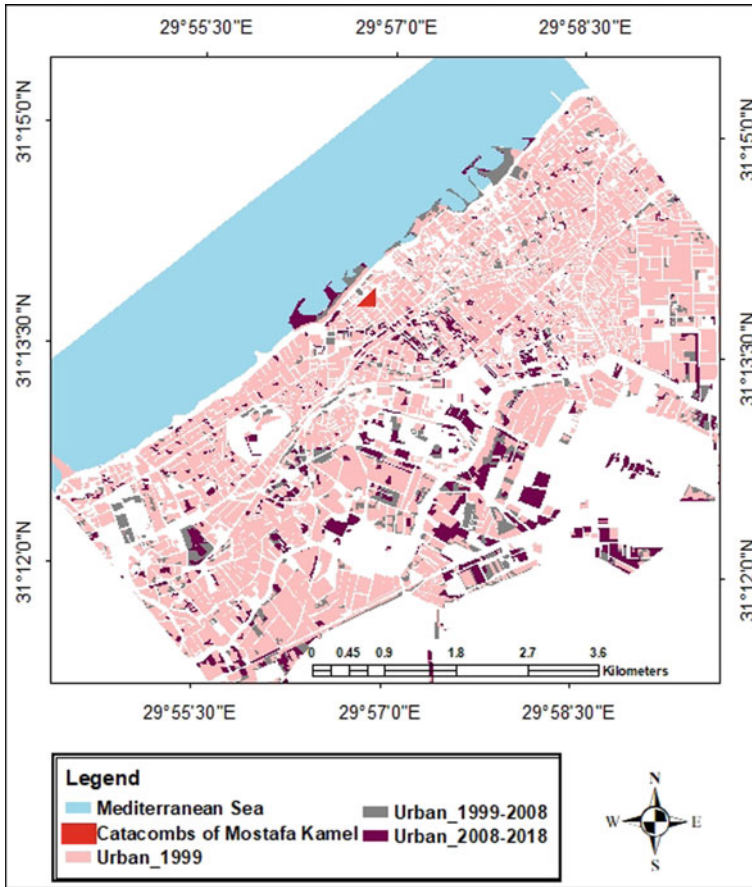 29°55'30"E 29°57'0"E 29°58'30"E
31°15'0"N 31°15'0"N
31°13'30"N 31°13'30"N
31°12'0"N 31°12'0"N
0 0.45 0.9 1.8 2.7 3.6
Kilometers
29°55'30"E 29°57'0"E 29°58'30"E
Legend
Mediterranean Sea
Catacombs of Mostafa Kamel
Urban_1999
Urban_1999-2008
Urban_2008-2018
N
W E
S